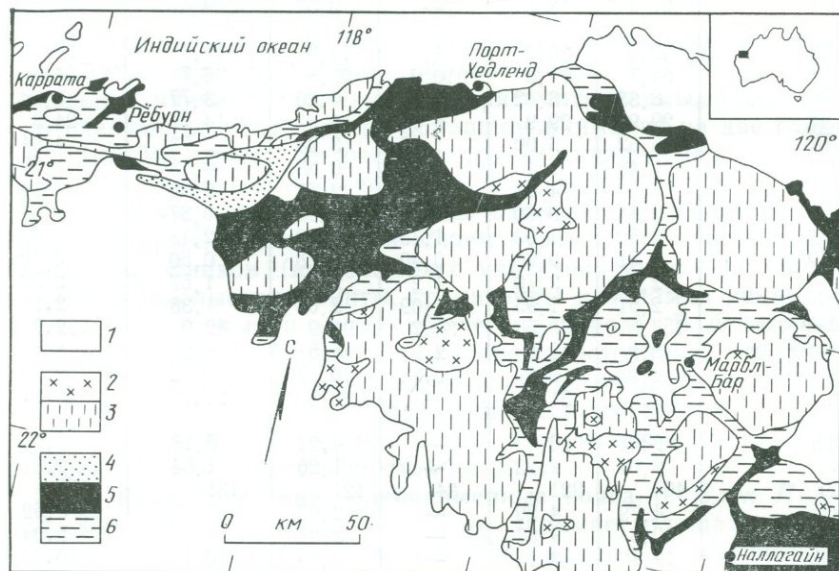 Индийский океан
118°
Порт-
Хедленд
Каррата
Рёбурн
120°
21°
1
2
3
4
5
6
С
Марбл-
Бар
22°
0 км 50
Наллагайн